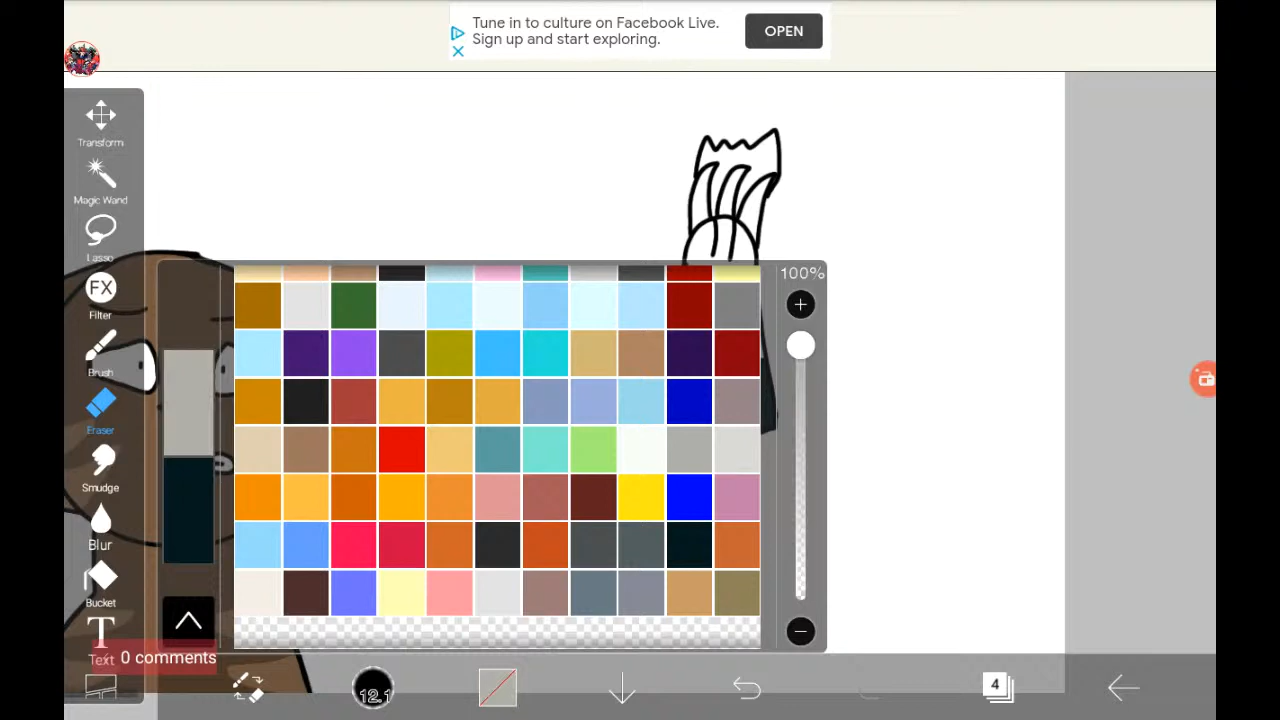 Tune in to culture on Facebook Live.
Sign up and start exploring.
OPEN
Transform
Magic Wand
Lasso
FX
Filter
Brush
Eraser
Smudge
Blur
Bucket
T
Text
0 comments
100%
12.1
4